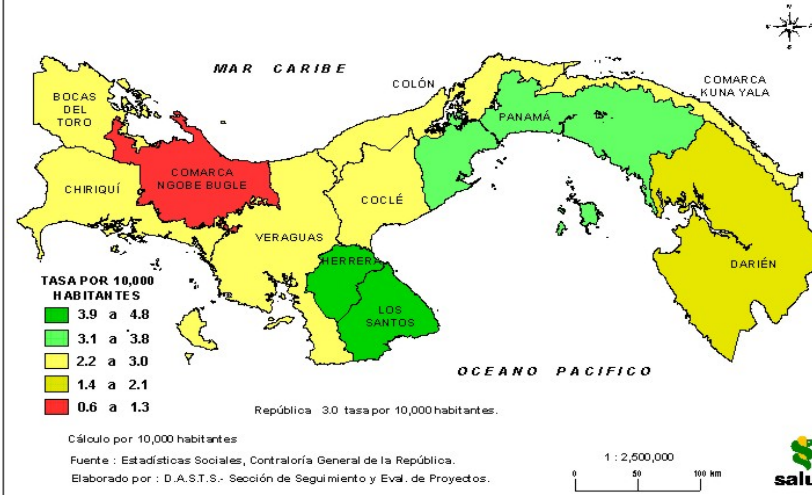 N
MAR CARIBE
COLÓN
COMARCA
KUNA YALA
BOCAS
DEL
TORO
PANAMÁ
COMARCA
NGOBE BUGLE
CHIRIQUÍ
COCLÉ
VERAGUAS
HERRERA
DARIÉN
LOS
SANTOS
TASA POR 10,000
HABITANTES
3.9 a 4.8
3.1 a 3.8
2.2 a 3.0
1.4 a 2.1
0.6 a 1.3
OCEANO PACIFICO
República 3.0 tasa por 10,000 habitantes.
Cálculo por 10,000 habitantes
Fuente : Estadísticas Sociales, Contraloría General de la República.
Elaborado por : D.A.S.T.S.- Sección de Seguimiento y Eval. de Proyectos.
1 : 2,500,000
0 50 100 km